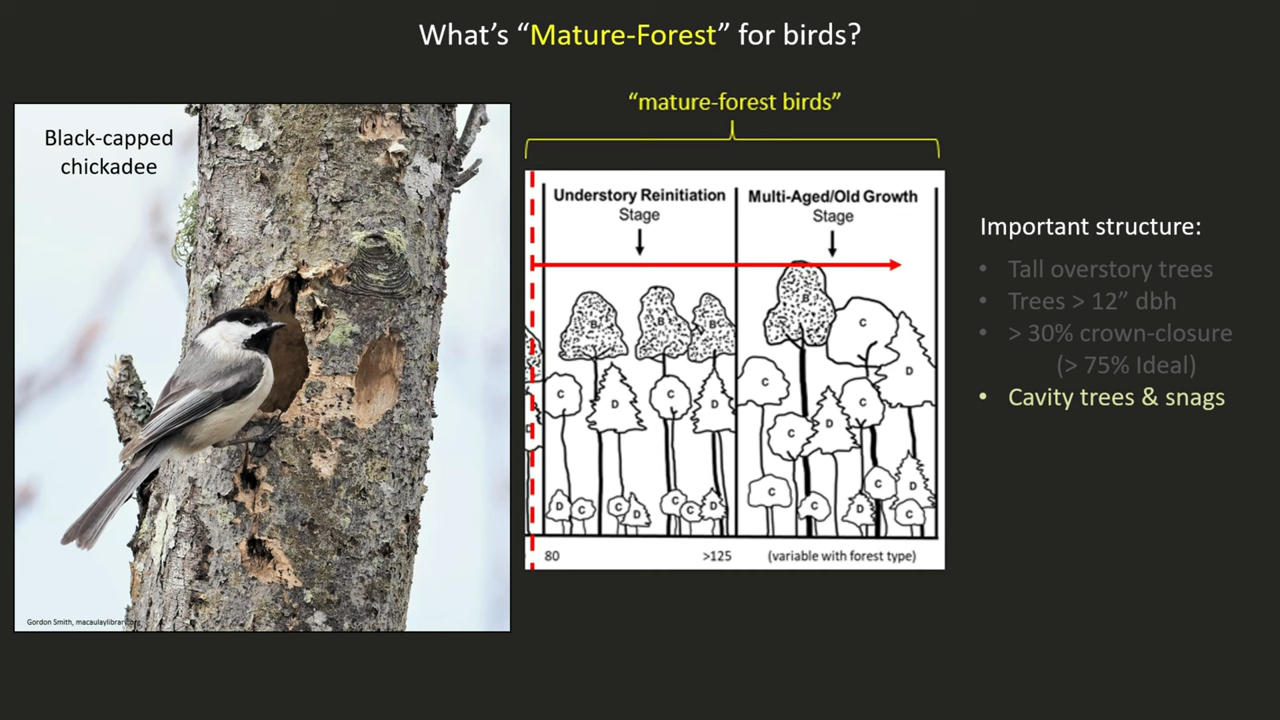 What’s “Mature-Forest” for birds?
Black-capped
chickadee
Gordon Smith, macaulaylibrary.org
“mature-forest birds”
Understory Reinitiation
Stage
Multi-Aged/Old Growth
Stage
B
B
B
B
C
D
C
D
C
C
D
C
C
D
D
C
D
C
C
D
C
C
D
C
D
C
D
C
80
>125
(variable with forest type)
Important structure:
• Tall overstory trees
• Trees > 12” dbh
• > 30% crown-closure
(> 75% Ideal)
• Cavity trees & snags